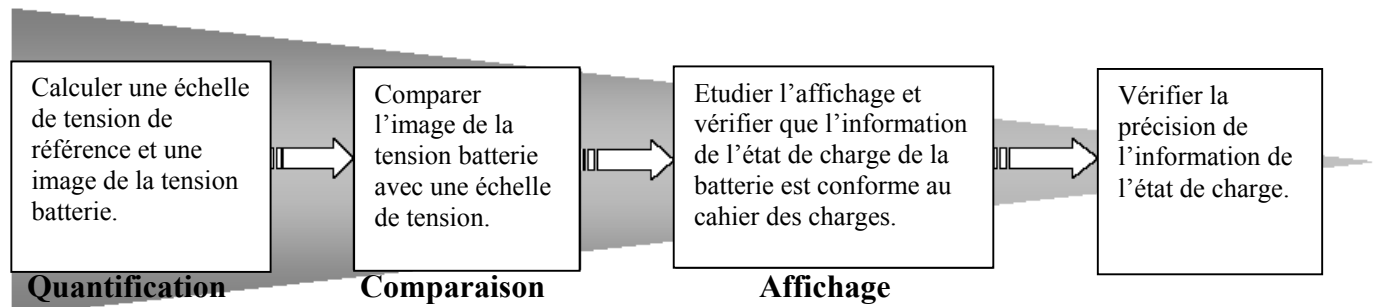 Calculer une échelle
de tension de
référence et une
image de la tension
batterie.
Quantification
Comparer
l’image de la
tension batterie
avec une échelle
de tension.
Comparaison
Etudier l’affichage et
vérifier que l’information
de l’état de charge de la
batterie est conforme au
cahier des charges.
Affichage
Vérifier la
précision de
l’information de
l’état de charge.